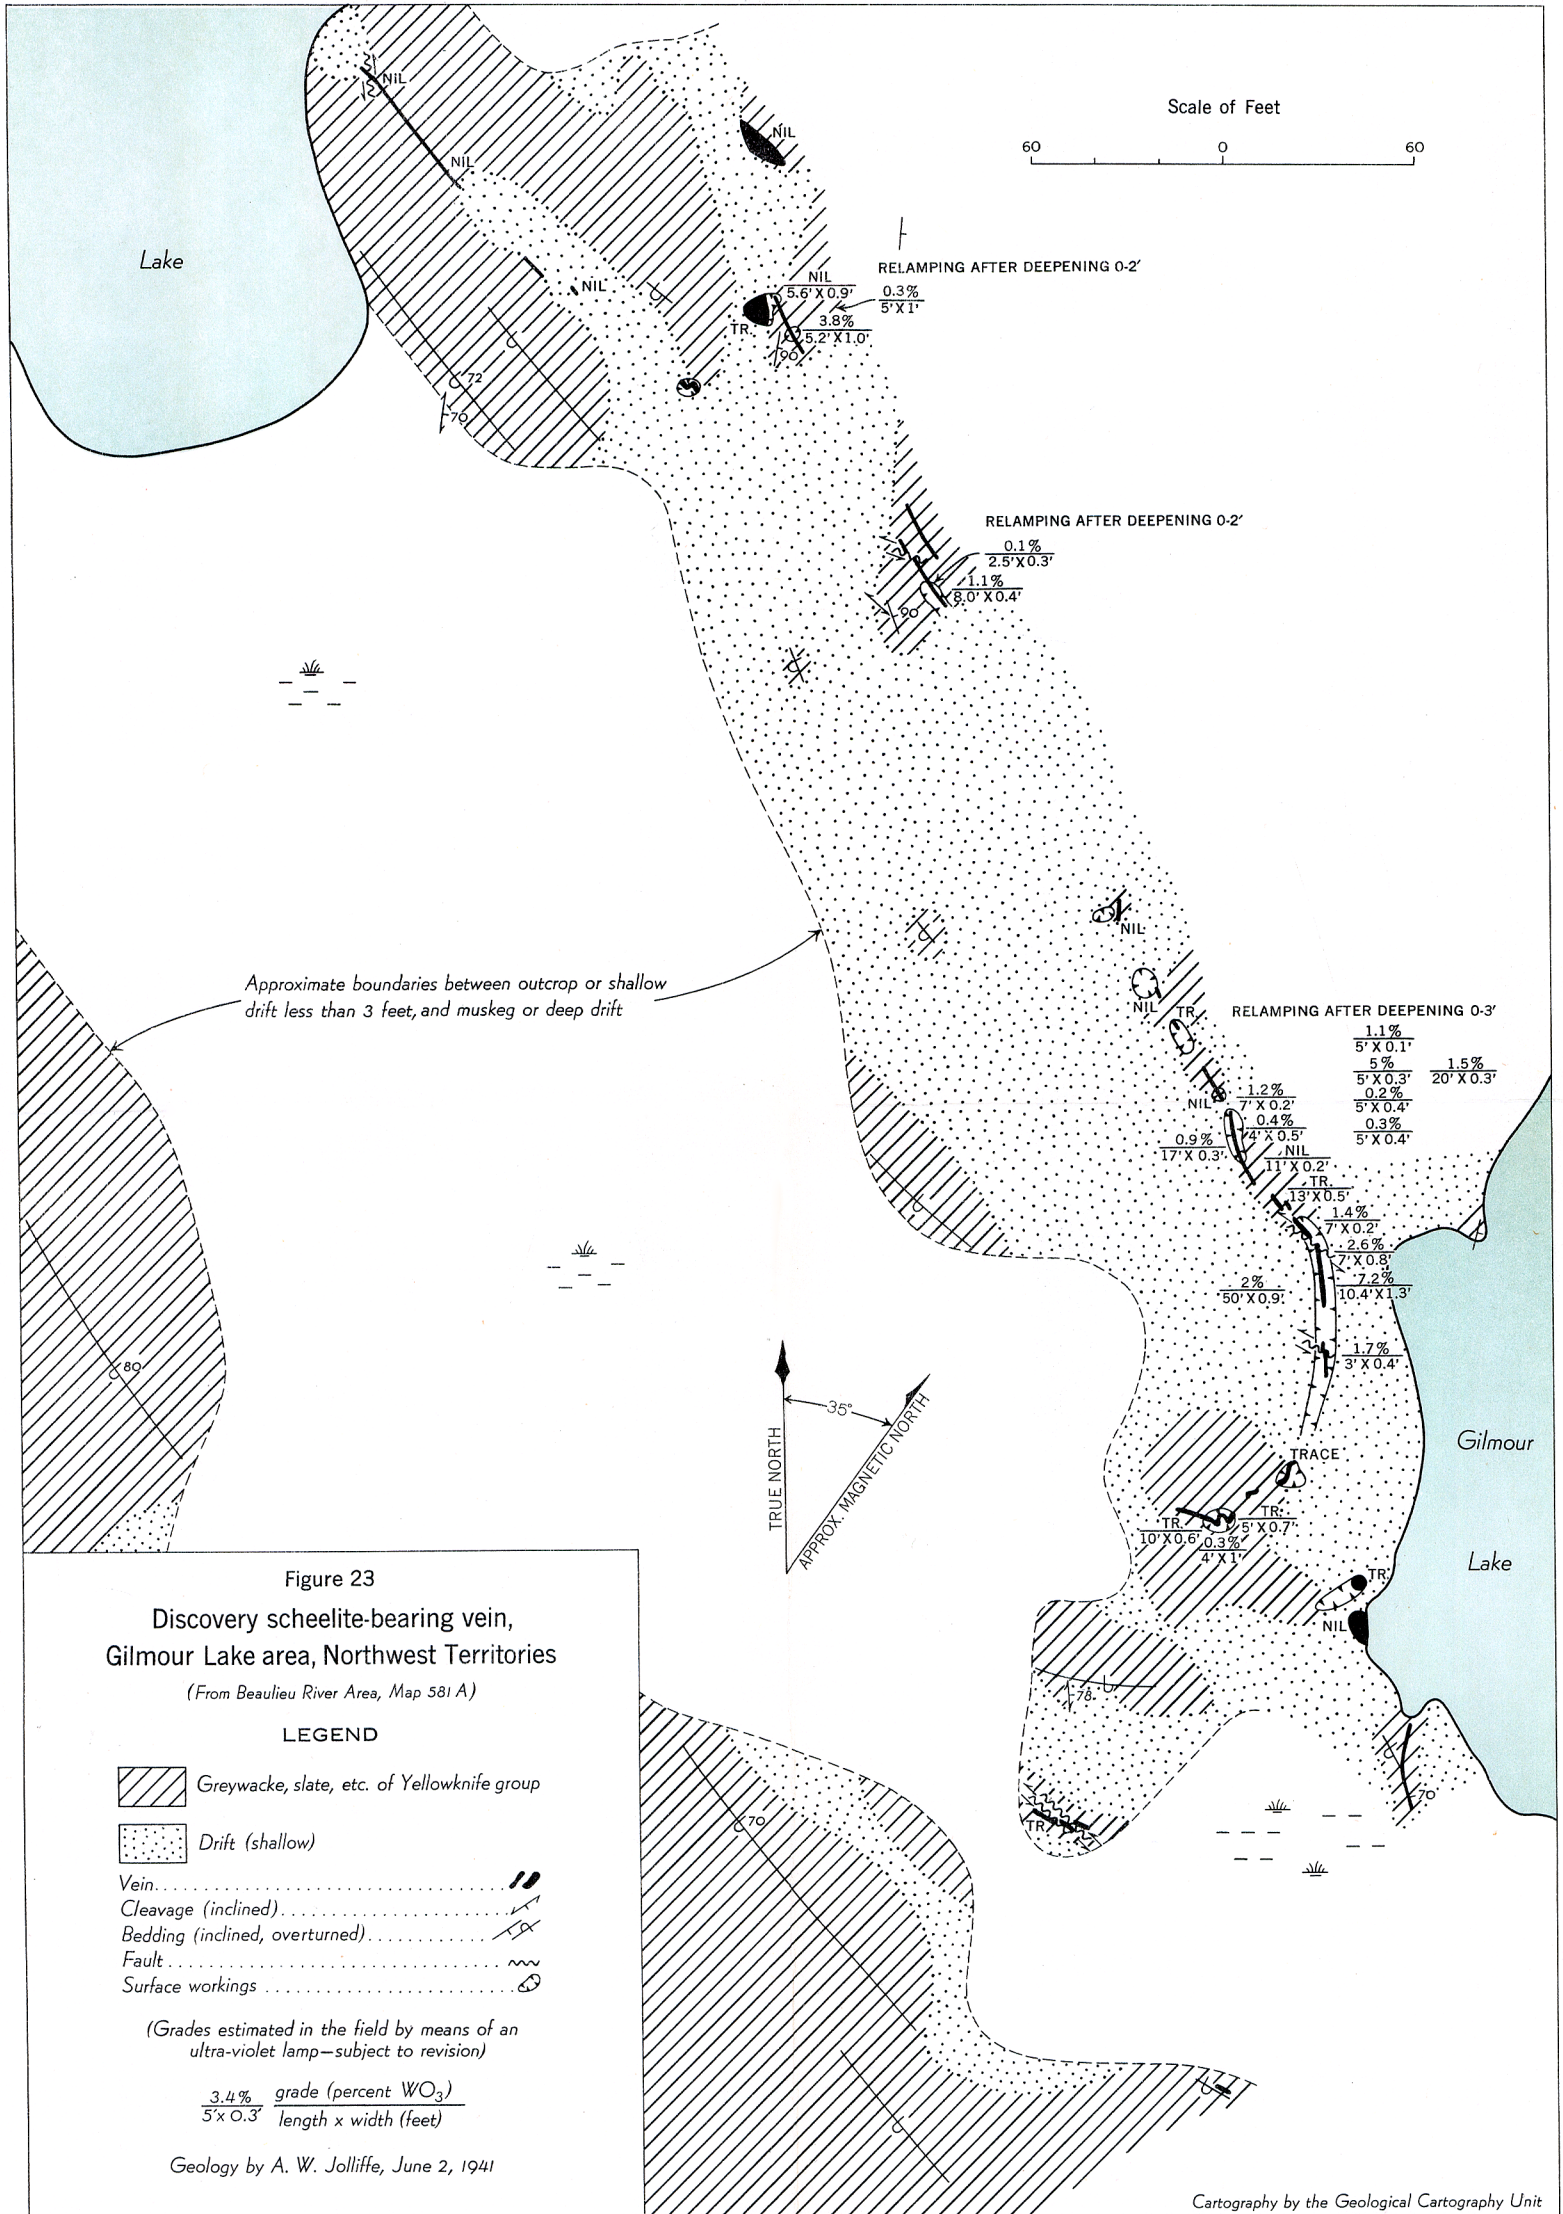 Scale of Feet
60 0 60
NIL
NIL
NIL
Lake
RELAMPING AFTER DEEPENING 0-2′
NIL
5.6' X 0.9'
0.3%
5' X 1'
NIL
TR.
3.8%
5.2' X 1.0'
90
72
70
RELAMPING AFTER DEEPENING 0-2′
0.1%
2.5' X 0.3'
1.1%
8.0' X 0.4'
90
NIL
Approximate boundaries between outcrop or shallow
drift less than 3 feet, and muskeg or deep drift
NIL
TR.
RELAMPING AFTER DEEPENING 0-3′
1.1%
5' X 0.1'
5%
5' X 0.3'
1.5%
20' X 0.3'
0.2%
5' X 0.4'
0.3%
5' X 0.4'
NIL
1.2%
7' X 0.2'
0.4%
4' X 0.5'
0.9%
17' X 0.3'
NIL
11' X 0.2'
TR.
13' X 0.5'
1.4%
7' X 0.2'
2.6%
7' X 0.8'
2%
50' X 0.9'
7.2%
10.4' X 1.3'
1.7%
3' X 0.4'
80
35°
TRUE NORTH
APPROX. MAGNETIC NORTH
Gilmour
Lake
TRACE
TR.
10' X 0.6'
0.3%
4' X 1'
TR.
5' X 0.7'
TR.
NIL
78
70
TR.
70
Figure 23
Discovery scheelite-bearing vein,
Gilmour Lake area, Northwest Territories
(From Beaulieu River Area, Map 581 A)
LEGEND
Greywacke, slate, etc. of Yellowknife group
Drift (shallow)
Vein
Cleavage (inclined)
Bedding (inclined, overturned)
Fault
Surface workings
(Grades estimated in the field by means of an
ultra-violet lamp—subject to revision)
3.4% grade (percent WO₃)
5' x 0.3' length x width (feet)
Geology by A. W. Jolliffe, June 2, 1941
Cartography by the Geological Cartography Unit